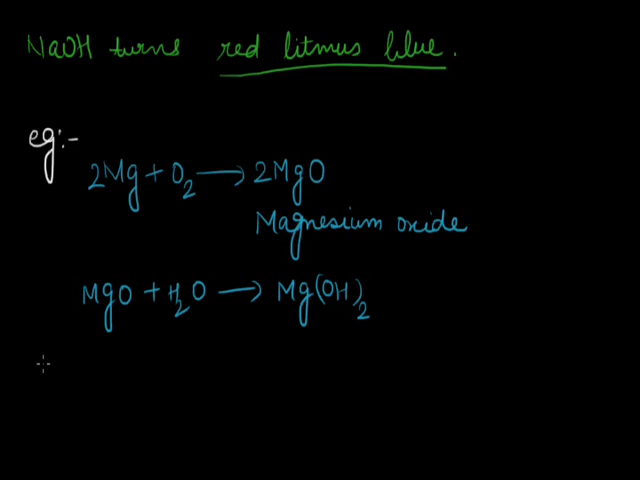 NaOH turns red litmus blue.
eg:-
2Mg + O₂ → 2MgO
Magnesium oxide
MgO + H₂O → Mg(OH)₂